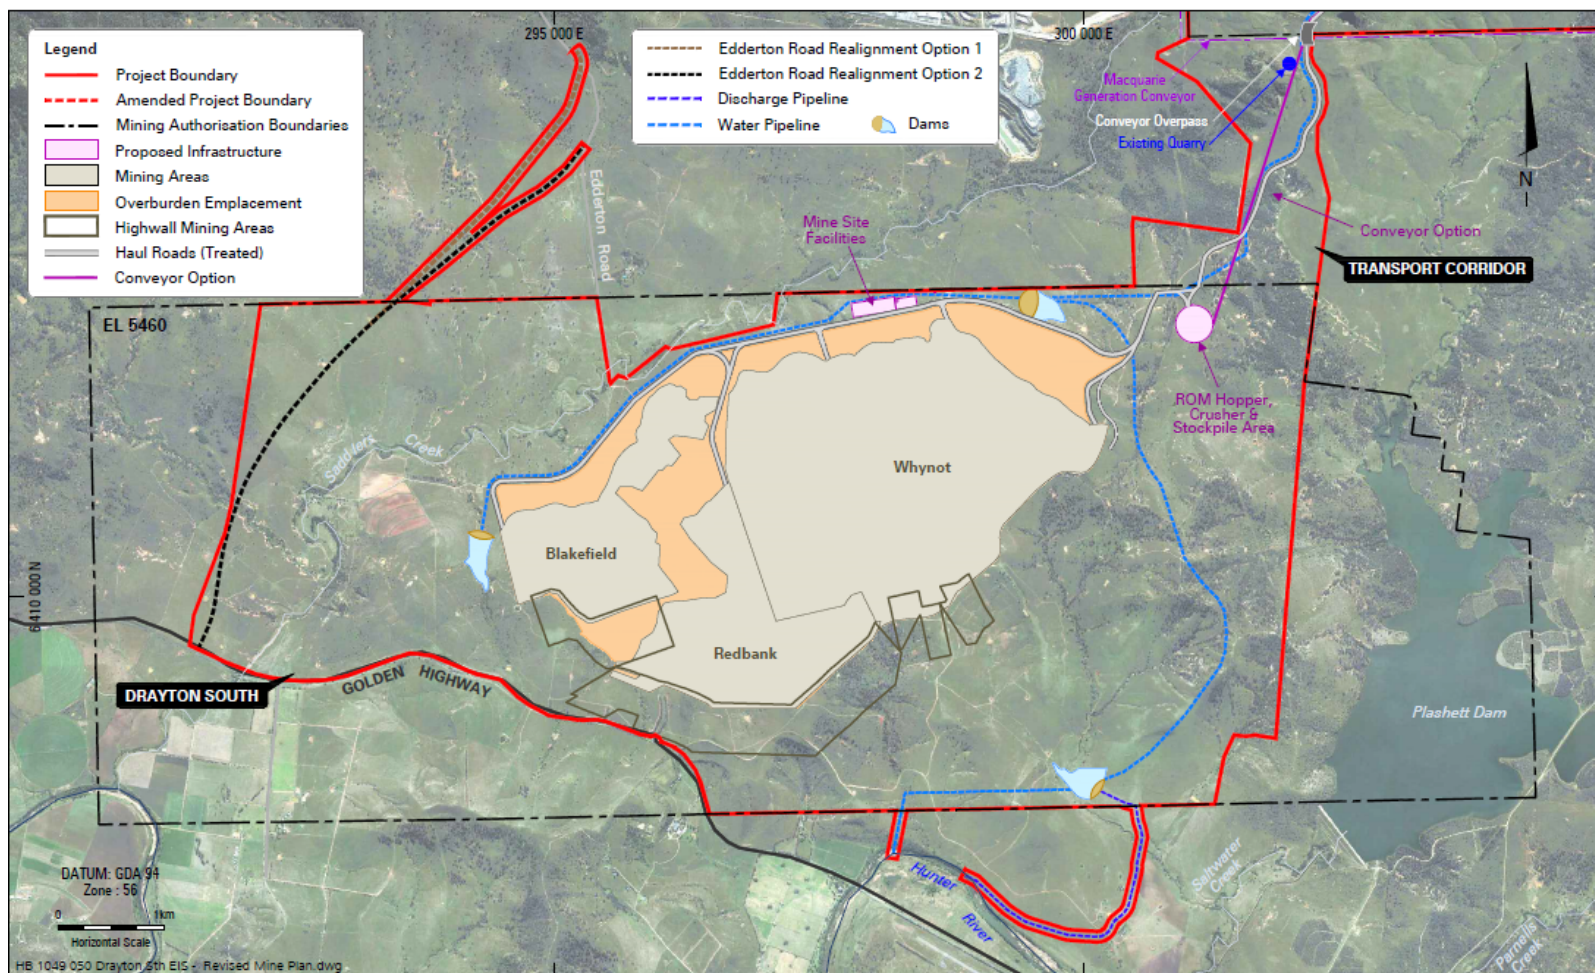 Legend
Project Boundary
Amended Project Boundary
Mining Authorisation Boundaries
Proposed Infrastructure
Mining Areas
Overburden Emplacement
Highwall Mining Areas
Haul Roads (Treated)
Conveyor Option
295 000 E
Edderton Road Realignment Option 1
Edderton Road Realignment Option 2
Discharge Pipeline
Water Pipeline
Dams
300 000 E
Macquarie
Generation Conveyor
Conveyor Overpass
Existing Quarry
N
Edderton Road
Mine Site
Facilities
Conveyor Option
TRANSPORT CORRIDOR
EL 5460
ROM Hopper,
Crusher &
Stockpile Area
Saddlers Creek
Whynot
Blakefield
6 410 000 N
Redbank
DRAYTON SOUTH
GOLDEN HIGHWAY
Plashett Dam
Hunter
River
Saltwater
Creek
Parnells
Creek
DATUM: GDA 94
Zone : 56
0 1km
Horizontal Scale
HB 1049 050 Drayton Sth EIS - Revised Mine Plan.dwg